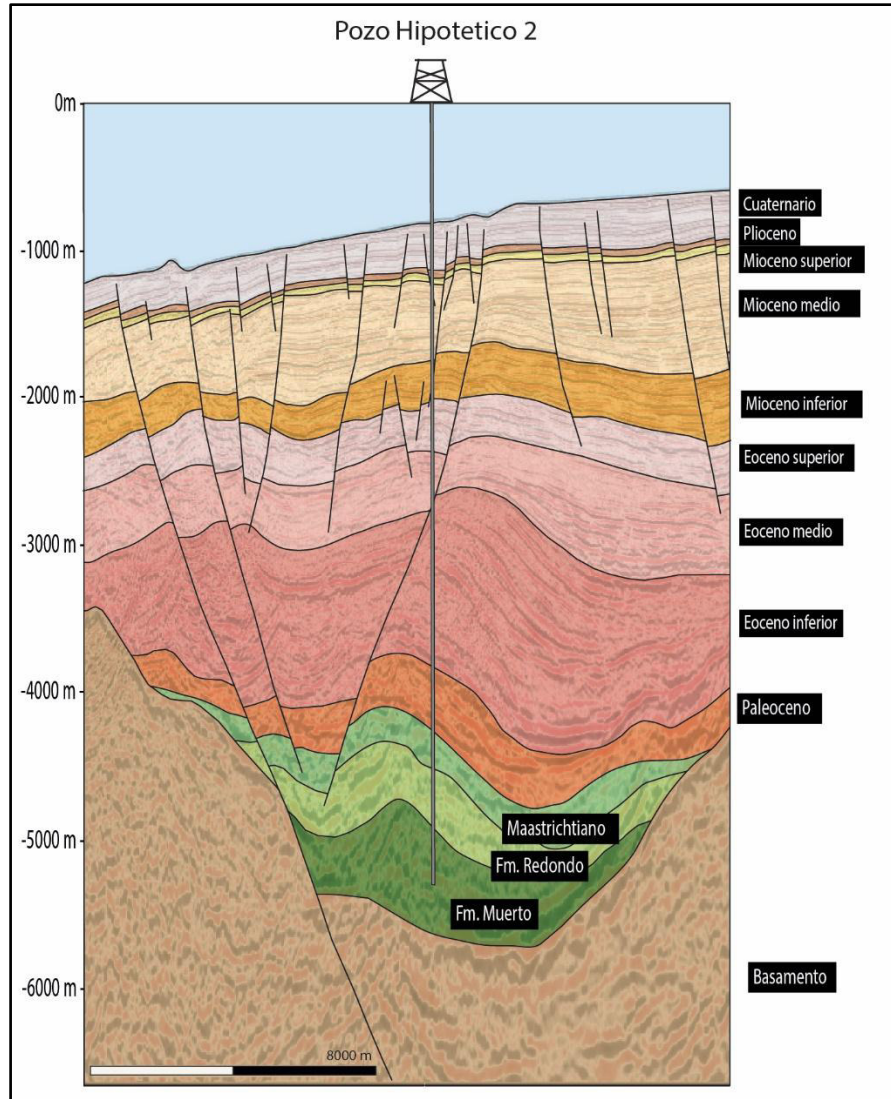 Pozo Hipotetico 2
0m
Cuaternario
Plioceno
-1000 m
Mioceno superior
Mioceno medio
-2000 m
Mioceno inferior
Eoceno superior
Eoceno medio
-3000 m
Eoceno inferior
-4000 m
Paleoceno
Maastrichtiano
-5000 m
Fm. Redondo
Fm. Muerto
Basamento
-6000 m
8000 m